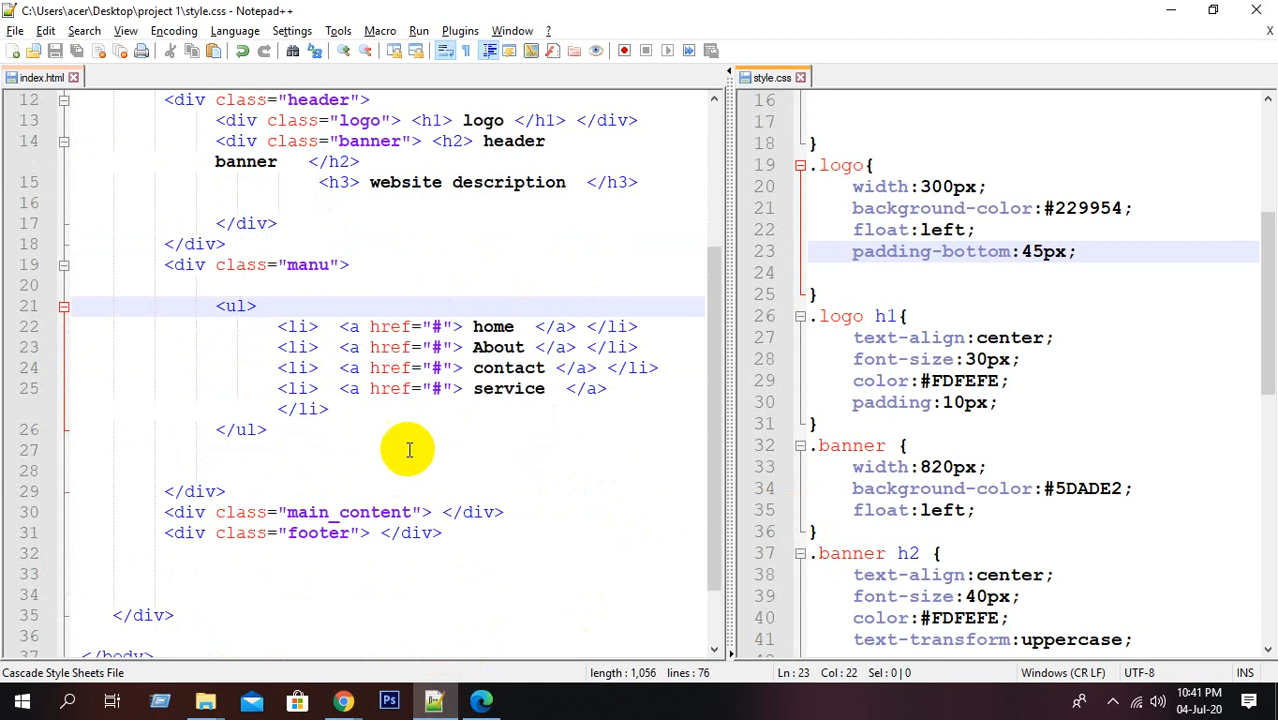 C:\Users\acer\Desktop\project 1\style.css - Notepad++
File Edit Search View Encoding Language Settings Tools Macro Run Plugins Window ? X
index.html
12 <div class="header">
13 <div class="logo"> <h1> logo </h1> </div>
14 <div class="banner"> <h2> header
banner </h2>
15 <h3> website description </h3>
16
17 </div>
18 </div>
19 <div class="manu">
20
21 <ul>
22 <li> <a href="#"> home </a> </li>
23 <li> <a href="#"> About </a> </li>
24 <li> <a href="#"> contact </a> </li>
25 <li> <a href="#"> service </a>
</li>
26 </ul>
27
28
29 </div>
30 <div class="main_content"> </div>
31 <div class="footer"> </div>
32
33
34
35 </div>
36
37 </body>
style.css
16
17
18 }
19 .logo{
20 width:300px;
21 background-color:#229954;
22 float:left;
23 padding-bottom:45px;
24
25 }
26 .logo h1{
27 text-align:center;
28 font-size:30px;
29 color:#FDFEFE;
30 padding:10px;
31 }
32 .banner {
33 width:820px;
34 background-color:#5DADE2;
35 float:left;
36 }
37 .banner h2 {
38 text-align:center;
39 font-size:40px;
40 color:#FDFEFE;
41 text-transform:uppercase;
Cascade Style Sheets File length : 1,056 lines : 76 Ln : 23 Col : 22 Sel : 0 | 0 Windows (CR LF) UTF-8 INS
Ps
10:41 PM
04-Jul-20